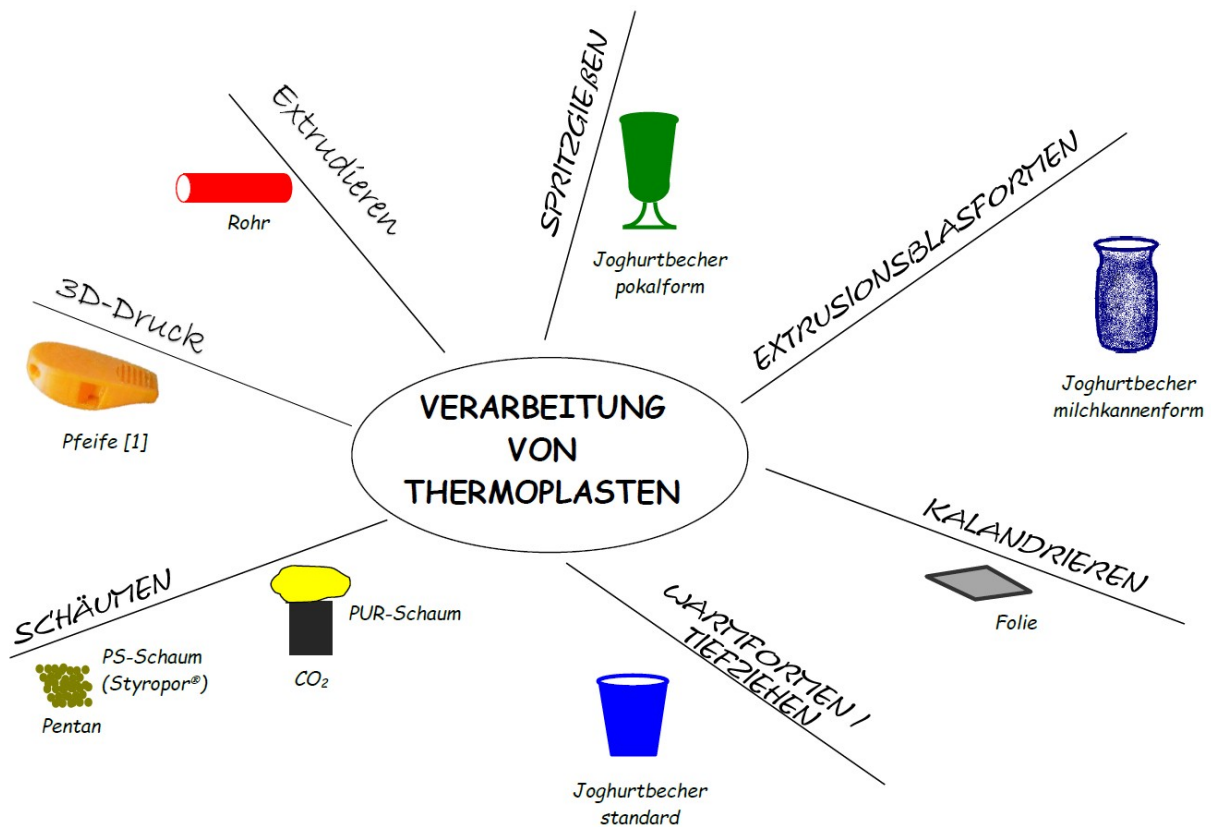 VERARBEITUNG
VON
THERMOPLASTEN
Extrudieren
Rohr
SPRITZGIEßEN
Joghurtbecher
pokalform
EXTRUSIONSBLASFORMEN
Joghurtbecher
milchkannenform
KALANDRIEREN
Folie
WARMFORMEN /
TIEFZIEHEN
Joghurtbecher
standard
SCHÄUMEN
PUR-Schaum
CO₂
PS-Schaum
(Styropor®)
Pentan
3D-Druck
Pfeife [1]